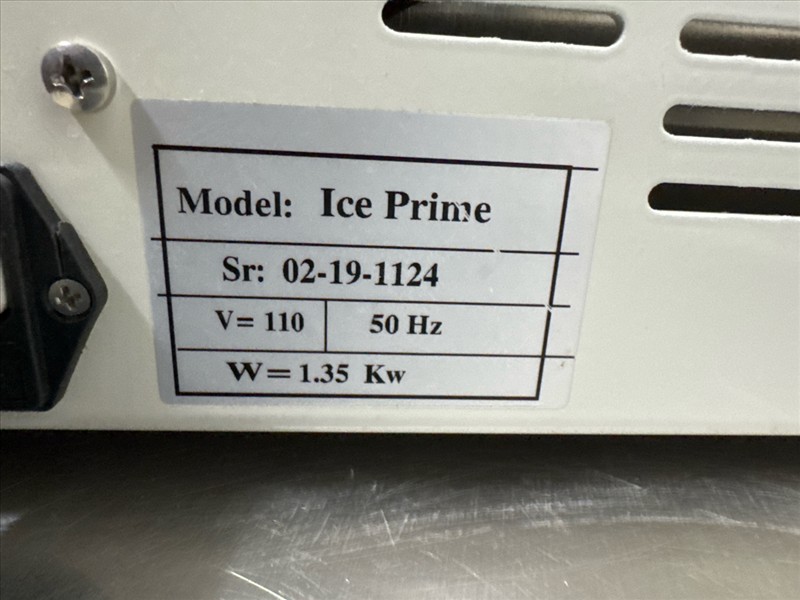 Model: Ice Prime
Sr: 02-19-1124
V= 110 50 Hz
W= 1.35 Kw